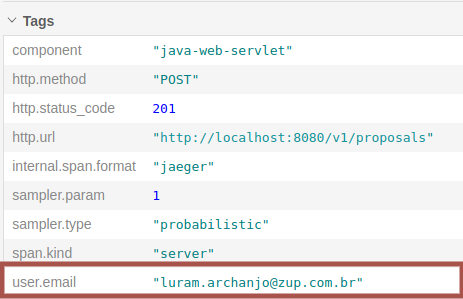 Tags
component "java-web-servlet"
http.method "POST"
http.status_code 201
http.url "http://localhost:8080/v1/proposals"
internal.span.format "jaeger"
sampler.param 1
sampler.type "probabilistic"
span.kind "server"
user.email "luram.archanjo@zup.com.br"